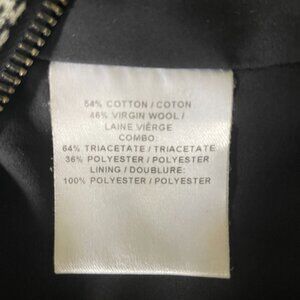 54% COTTON / COTON
46% VIRGIN WOOL /
LAINE VIÉRGE
COMBO:
64% TRIACETATE / TRIACETATE
36% POLYESTER / POLYESTER
LINING / DOUBLURE:
100% POLYESTER / POLYESTER